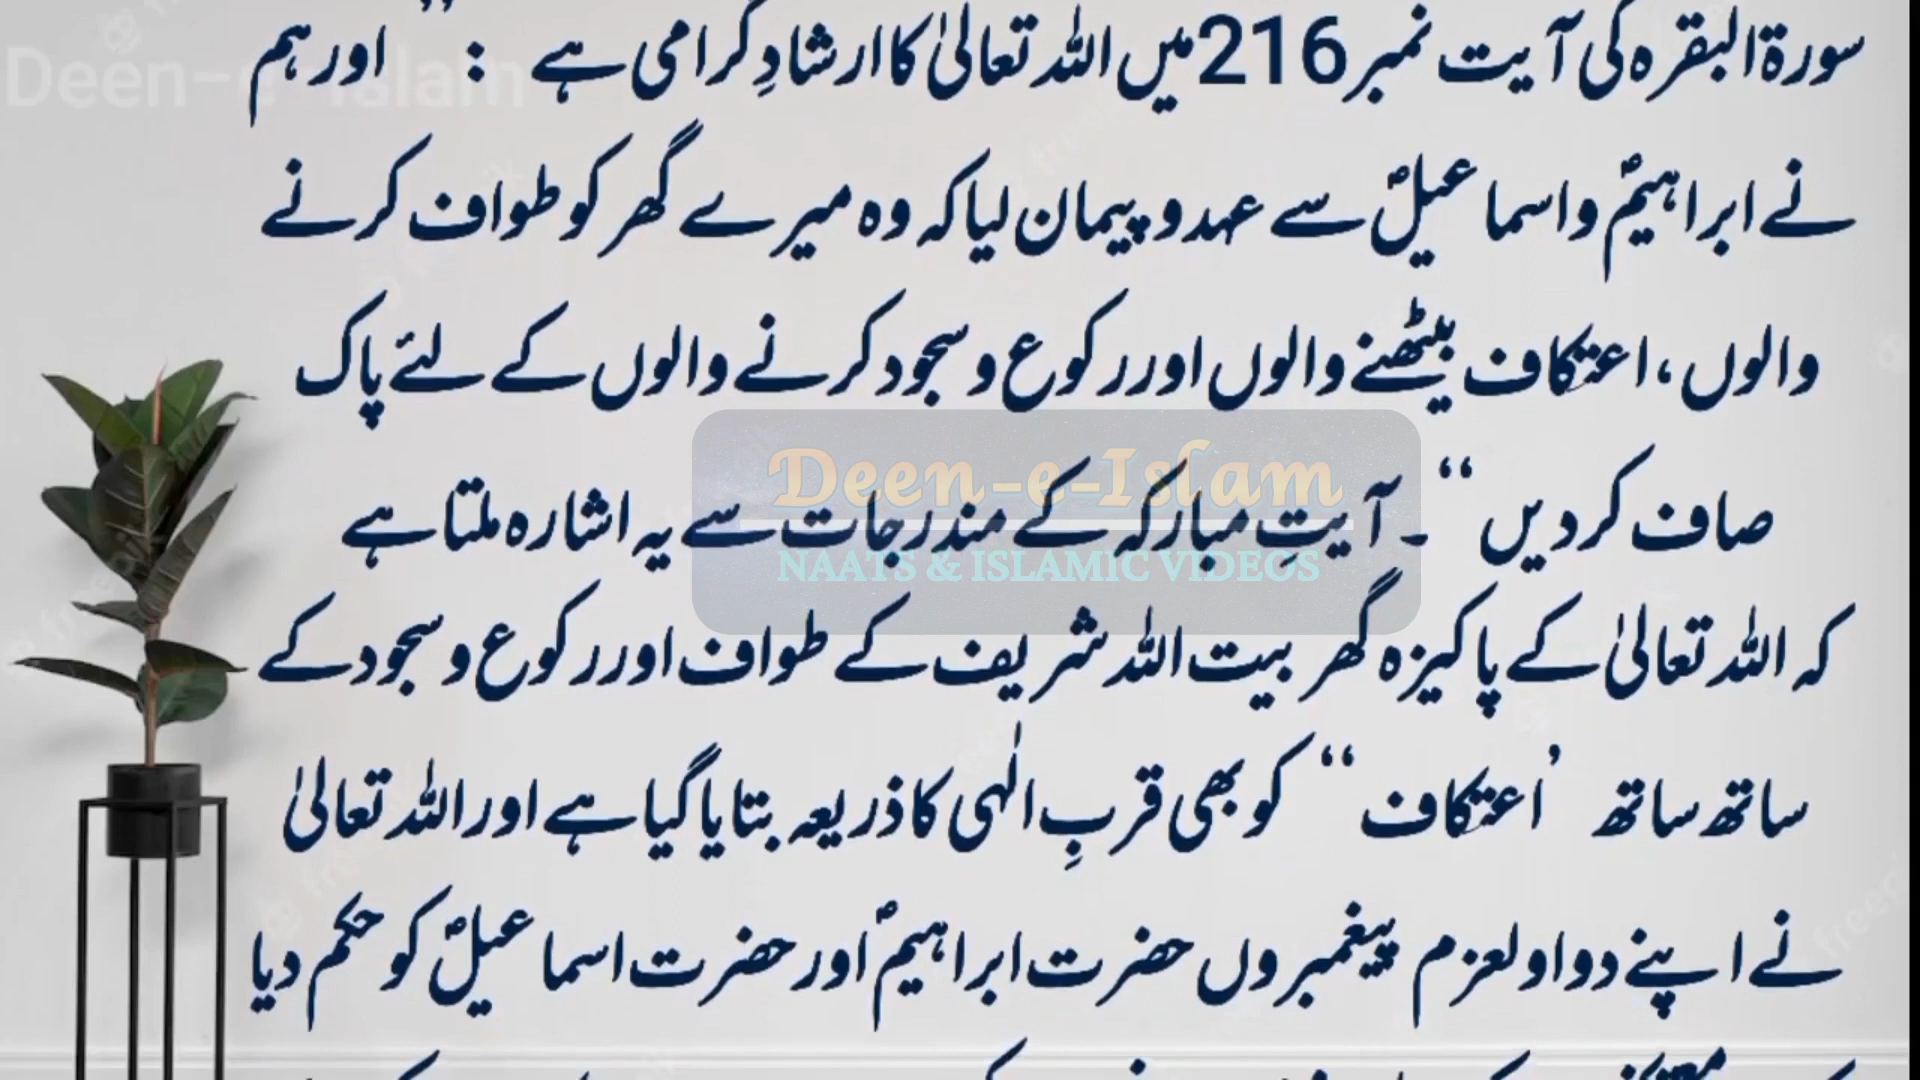 سورۃ البقرہ کی آیت نمبر 216 میں اللہ تعالیٰ کا ارشادِ گرامی ہے : ’’ اور ہم
نے ابراہیمؑ و اسماعیلؑ سے عہد و پیمان لیا کہ وہ میرے گھر کو طواف کرنے
والوں، اعتکاف بیٹھنے والوں اور رکوع و سجود کرنے والوں کے لئے پاک
صاف کر دیں ‘‘۔ آیتِ مبارکہ کے مندرجات سے یہ اشارہ ملتا ہے
کہ اللہ تعالیٰ کے پاکیزہ گھر بیت اللہ شریف کے طواف اور رکوع و سجود کے
ساتھ ساتھ ’اعتکاف‘‘ کو بھی قربِ الٰہی کا ذریعہ بتایا گیا ہے اور اللہ تعالیٰ
نے اپنے دو اولعزم پیغمبروں حضرت ابراہیمؑ اور حضرت اسماعیلؑ کو حکم دیا
Deen-e-Islam
Deen-e-Islam
NAATS & ISLAMIC VIDEOS